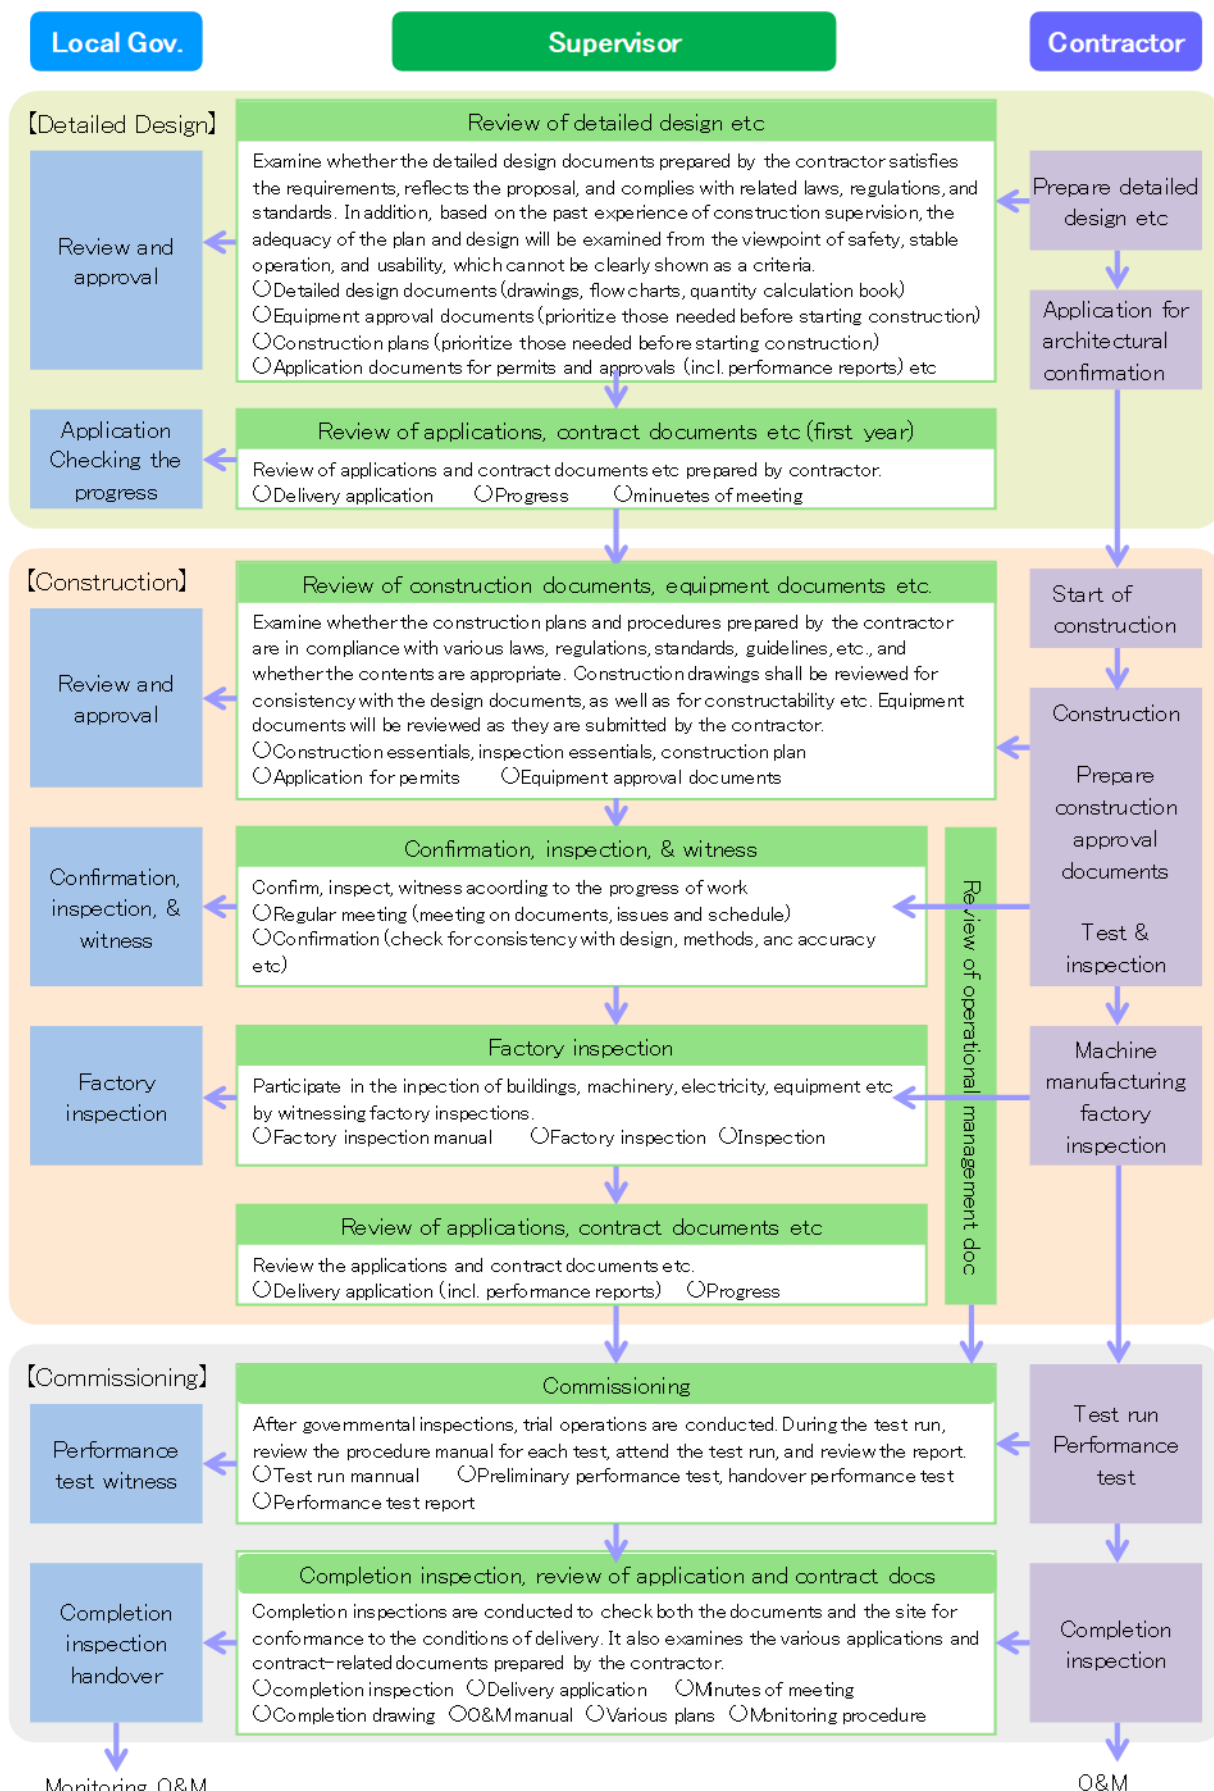 Local Gov.
Supervisor
Contractor
【Detailed Design】
Review of detailed design etc
Examine whether the detailed design documents prepared by the contractor satisfies
the requirements, reflects the proposal, and complies with related laws, regulations, and
standards. In addition, based on the past experience of construction supervision, the
adequacy of the plan and design will be examined from the viewpoint of safety, stable
operation, and usability, which cannot be clearly shown as a criteria.
○Detailed design documents (drawings, flow charts, quantity calculation book)
○Equipment approval documents (prioritize those needed before starting construction)
○Construction plans (prioritize those needed before starting construction)
○Application documents for permits and approvals (incl. performance reports) etc
Review and
approval
Prepare detailed
design etc
Application for
architectural
confirmation
Application
Checking the
progress
Review of applications, contract documents etc (first year)
Review of applications and contract documents etc prepared by contractor.
○Delivery application ○Progress ○minuetes of meeting
【Construction】
Review of construction documents, equipment documents etc.
Examine whether the construction plans and procedures prepared by the contractor
are in compliance with various laws, regulations, standards, guidelines, etc., and
whether the contents are appropriate. Construction drawings shall be reviewed for
consistency with the design documents, as well as for constructability etc. Equipment
documents will be reviewed as they are submitted by the contractor.
○Construction essentials, inspection essentials, construction plan
○Application for permits ○Equipment approval documents
Review and
approval
Start of
construction
Construction
Prepare
construction
approval
documents
Test &
inspection
Confirmation,
inspection, &
witness
Confirmation, inspection, & witness
Confirm, inspect, witness acoording to the progress of work
○Regular meeting (meeting on documents, issues and schedule)
○Confirmation (check for consistency with design, methods, anc accuracy
etc)
Review of operational management doc
Factory
inspection
Factory inspection
Participate in the inpection of buildings, machinery, electricity, equipment etc
by witnessing factory inspections.
○Factory inspection manual ○Factory inspection ○Inspection
Machine
manufacturing
factory
inspection
Review of applications, contract documents etc
Review the applications and contract documents etc.
○Delivery application (incl. performance reports) ○Progress
【Commissioning】
Commissioning
After governmental inspections, trial operations are conducted. During the test run,
review the procedure manual for each test, attend the test run, and review the report.
○Test run mannual ○Preliminary performance test, handover performance test
○Performance test report
Performance
test witness
Test run
Performance
test
Completion
inspection
handover
Completion inspection, review of application and contract docs
Completion inspections are conducted to check both the documents and the site for
conformance to the conditions of delivery. It also examines the various applications and
contract-related documents prepared by the contractor.
○completion inspection ○Delivery application ○Minutes of meeting
○Completion drawing ○O&M manual ○Various plans ○Monitoring procedure
Completion
inspection
Monitoring O&M
O&M